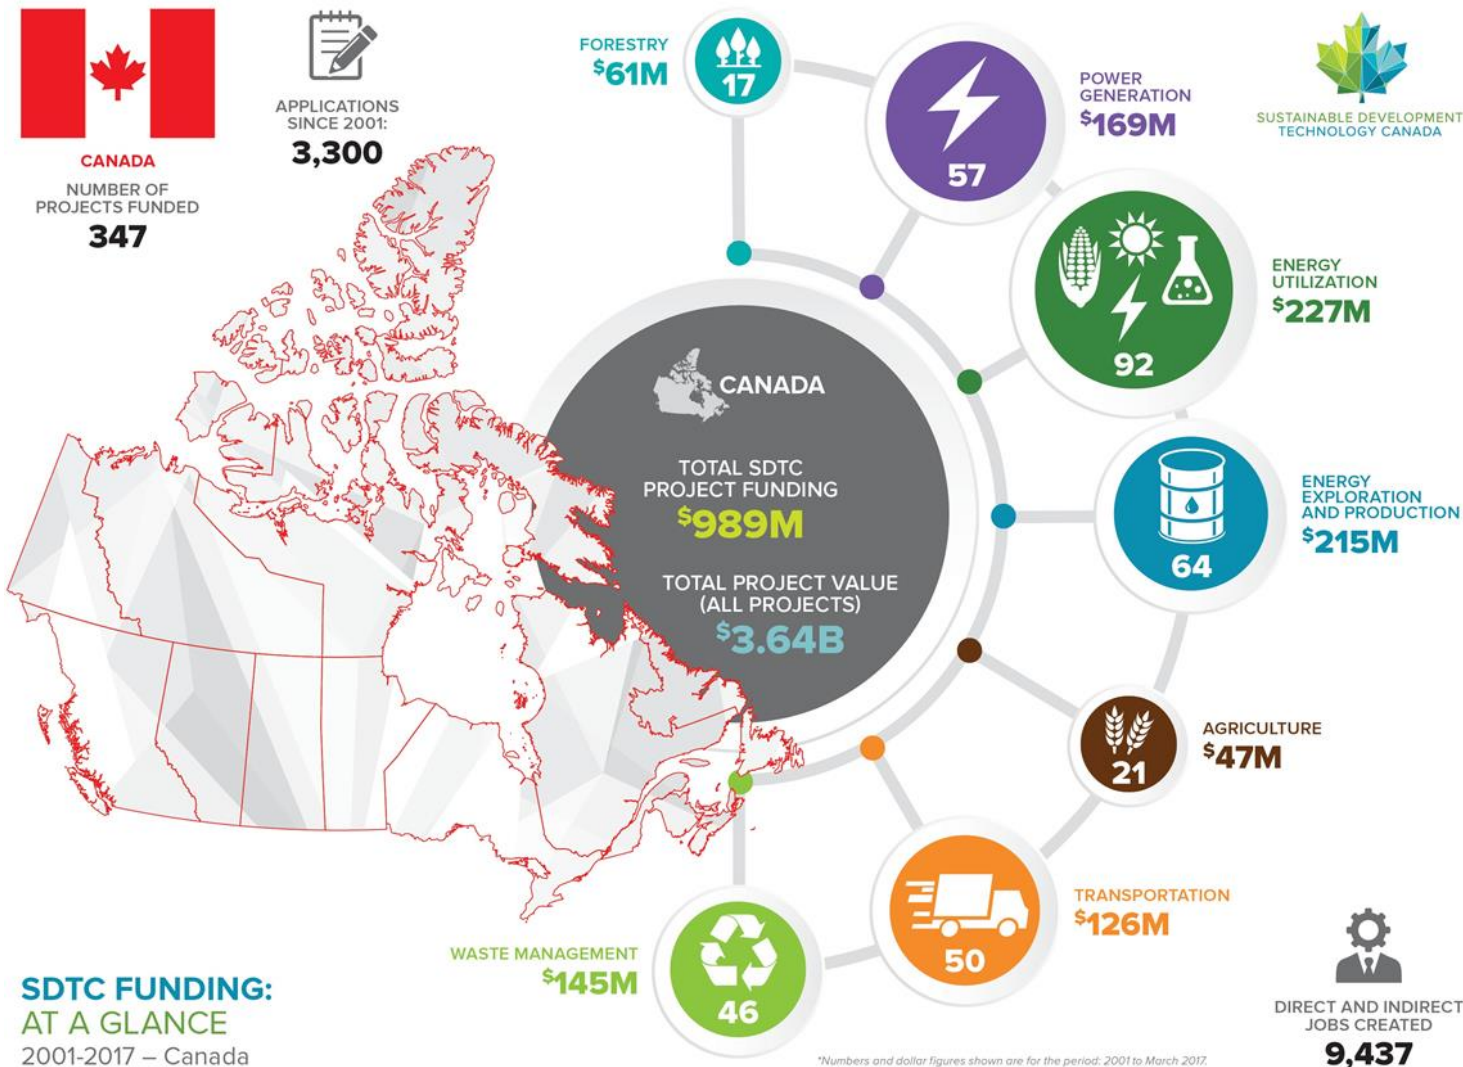 CANADA
NUMBER OF
PROJECTS FUNDED
347
APPLICATIONS
SINCE 2001:
3,300
FORESTRY
$61M
17
POWER
GENERATION
$169M
57
SUSTAINABLE DEVELOPMENT
TECHNOLOGY CANADA
ENERGY
UTILIZATION
$227M
92
CANADA
TOTAL SDTC
PROJECT FUNDING
$989M
TOTAL PROJECT VALUE
(ALL PROJECTS)
$3.64B
ENERGY
EXPLORATION
AND PRODUCTION
$215M
64
AGRICULTURE
$47M
21
TRANSPORTATION
$126M
50
WASTE MANAGEMENT
$145M
46
SDTC FUNDING:
AT A GLANCE
2001-2017 – Canada
*Numbers and dollar figures shown are for the period: 2001 to March 2017.
DIRECT AND INDIRECT
JOBS CREATED
9,437